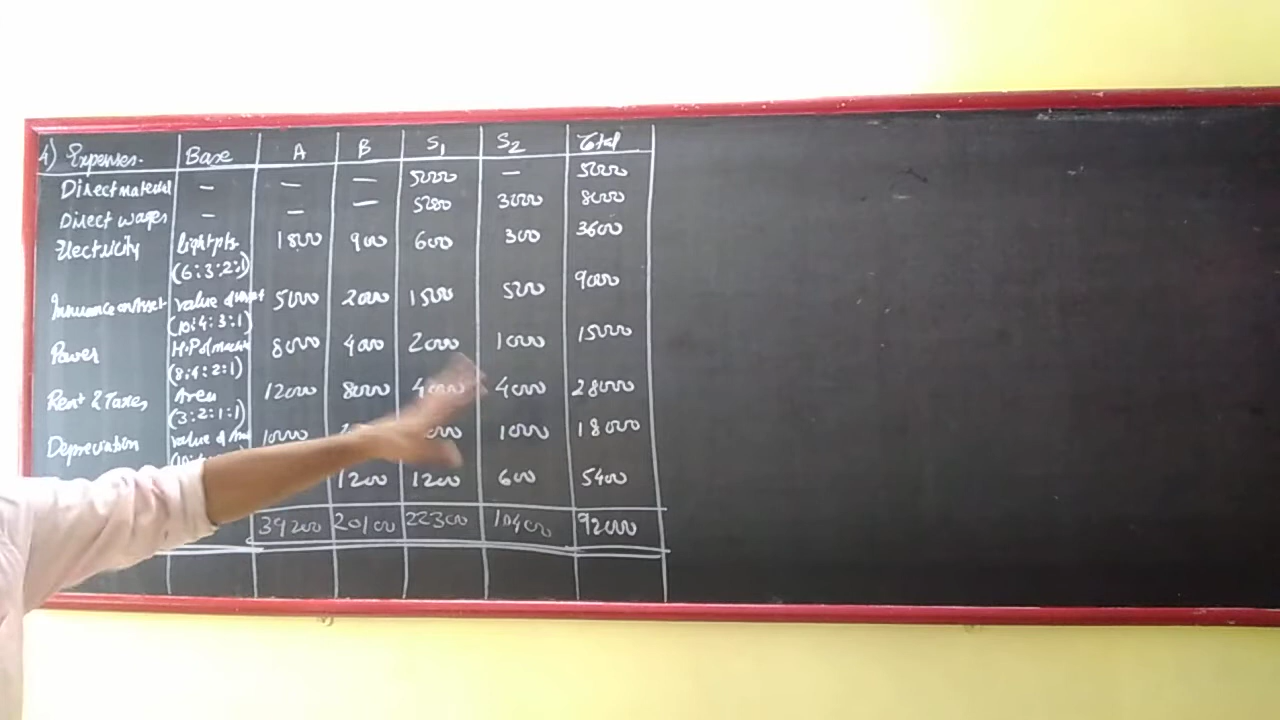 4) Expenses. Base A B S1 S2 Total
Direct material — — — 5000 — 5000
Direct wages — — — 5000 3000 8000
Electricity light pts 1800 900 600 300 3600
(6:3:2:1)
Insurance on Asset value of 5000 2000 1500 500 9000
(10:4:3:1)
Power H.P of 8000 4000 2000 1000 15000
(8:4:2:1)
Rent & Taxes Area 12000 8000 4000 4000 28000
(3:2:1:1)
Depreciation value of 10000 1000 18000
1200 1200 600 5400
39200 20100 22300 10400 92000